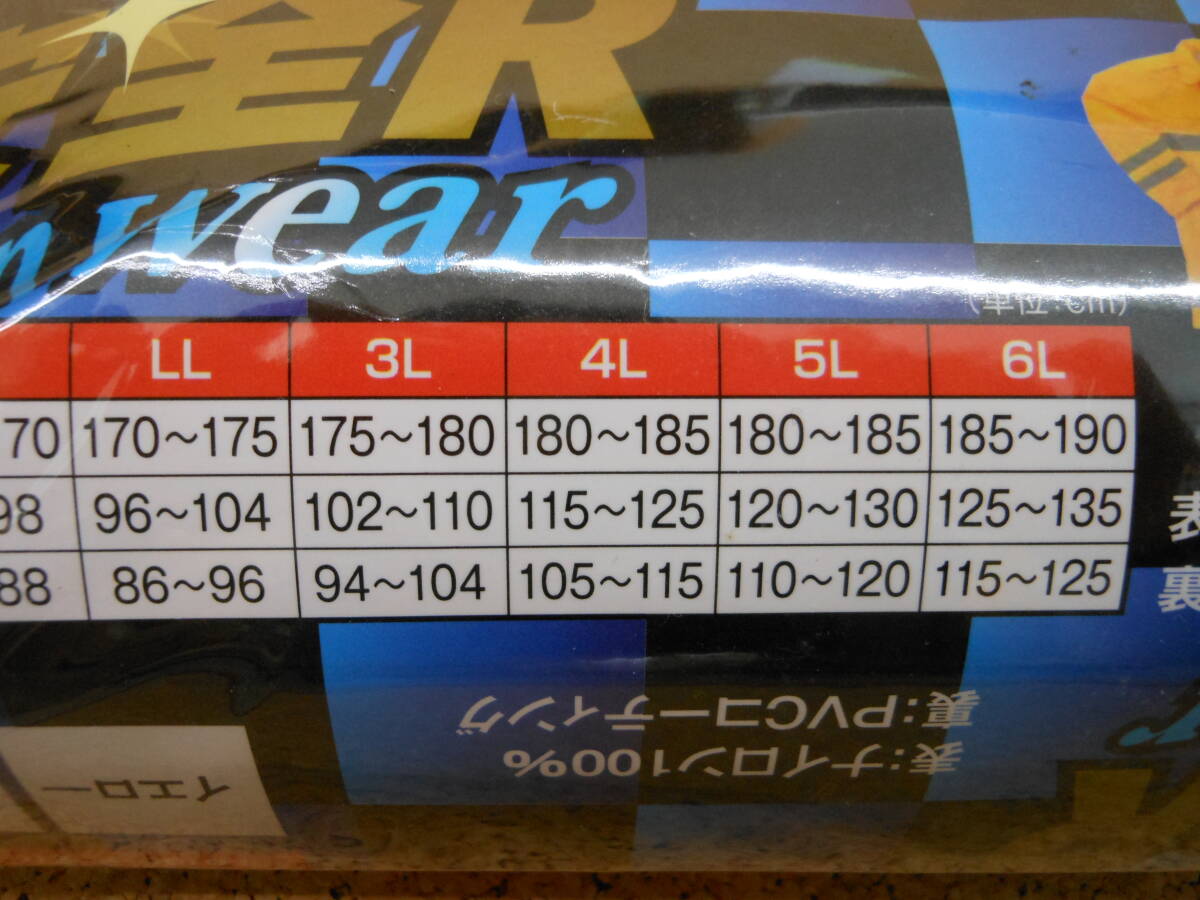 全R
n Wear
(単位:cm)
LL 3L 4L 5L 6L
70 170～175 175～180 180～185 180～185 185～190
98 96～104 102～110 115～125 120～130 125～135
88 86～96 94～104 105～115 110～120 115～125
表
裏
表:ナイロン100%
裏:PVCコーティング
イエロー